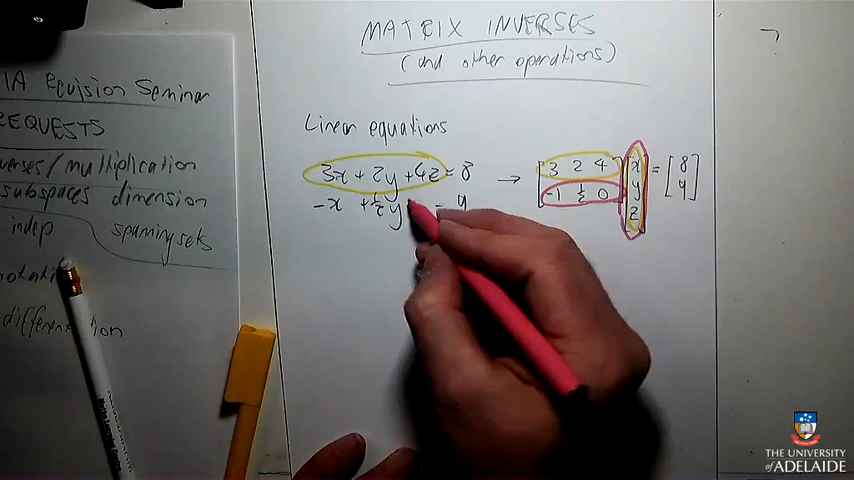 MATRIX INVERSES
(and other operations)
1A Revision Seminar
REQUESTS
verses/multiplication
subspaces dimension
indep spanning sets
notati
differentiation
Linear equations
3x + 2y + 4z = 8
-x + ½y = 4
→ [3 2 4
-1 ½ 0] [x
y
z] = [8
4]
THE UNIVERSITY
of ADELAIDE